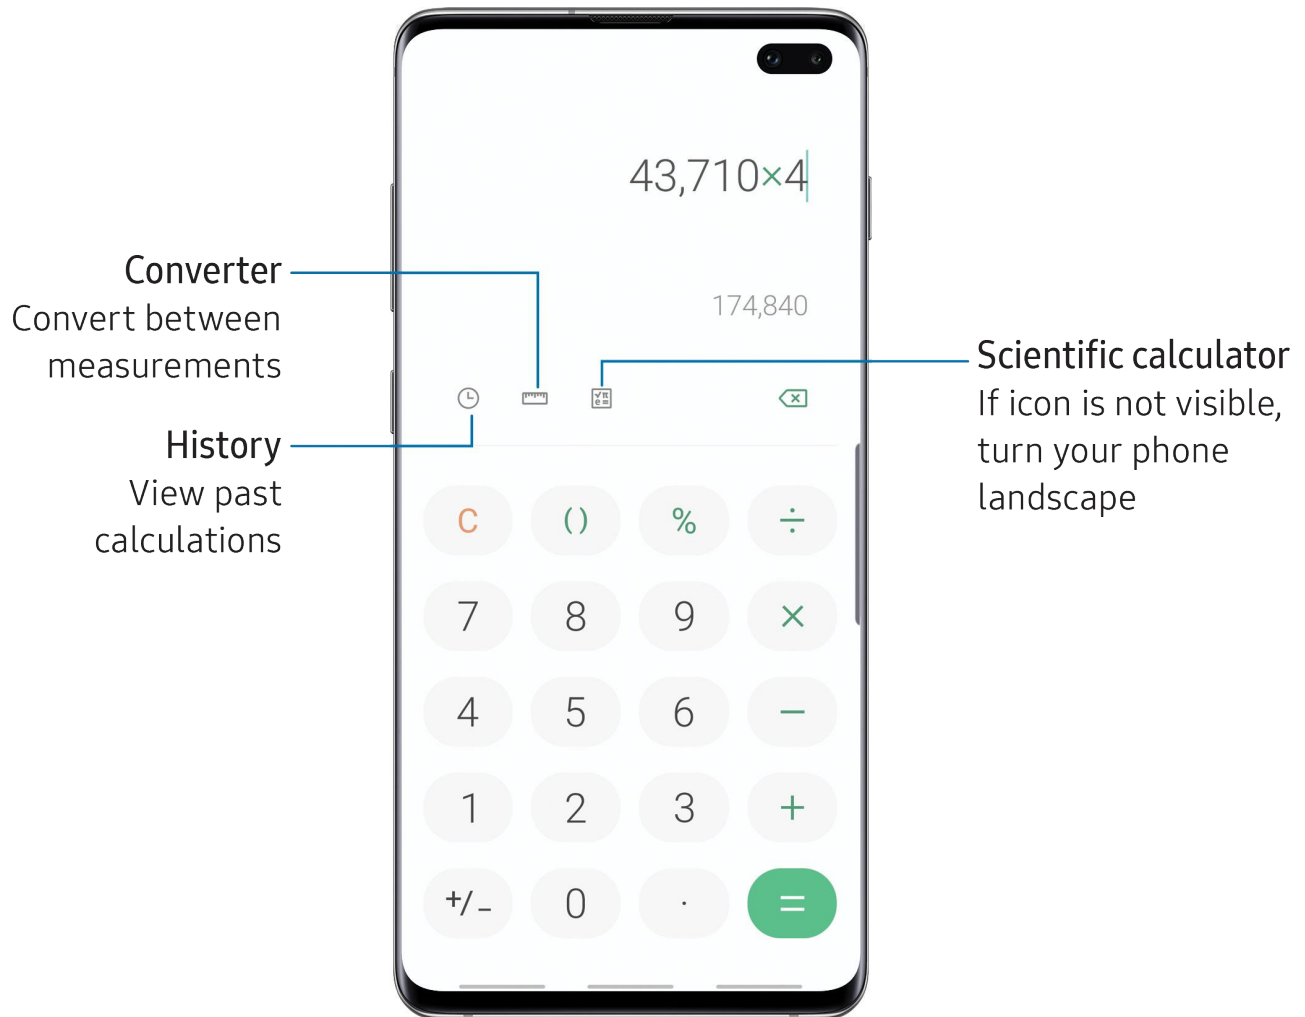 43,710×4
174,840
Converter
Convert between
measurements
History
View past
calculations
Scientific calculator
If icon is not visible,
turn your phone
landscape
√π
e=
C ( ) % ÷
7 8 9 ×
4 5 6 −
1 2 3 +
+/− 0 . =